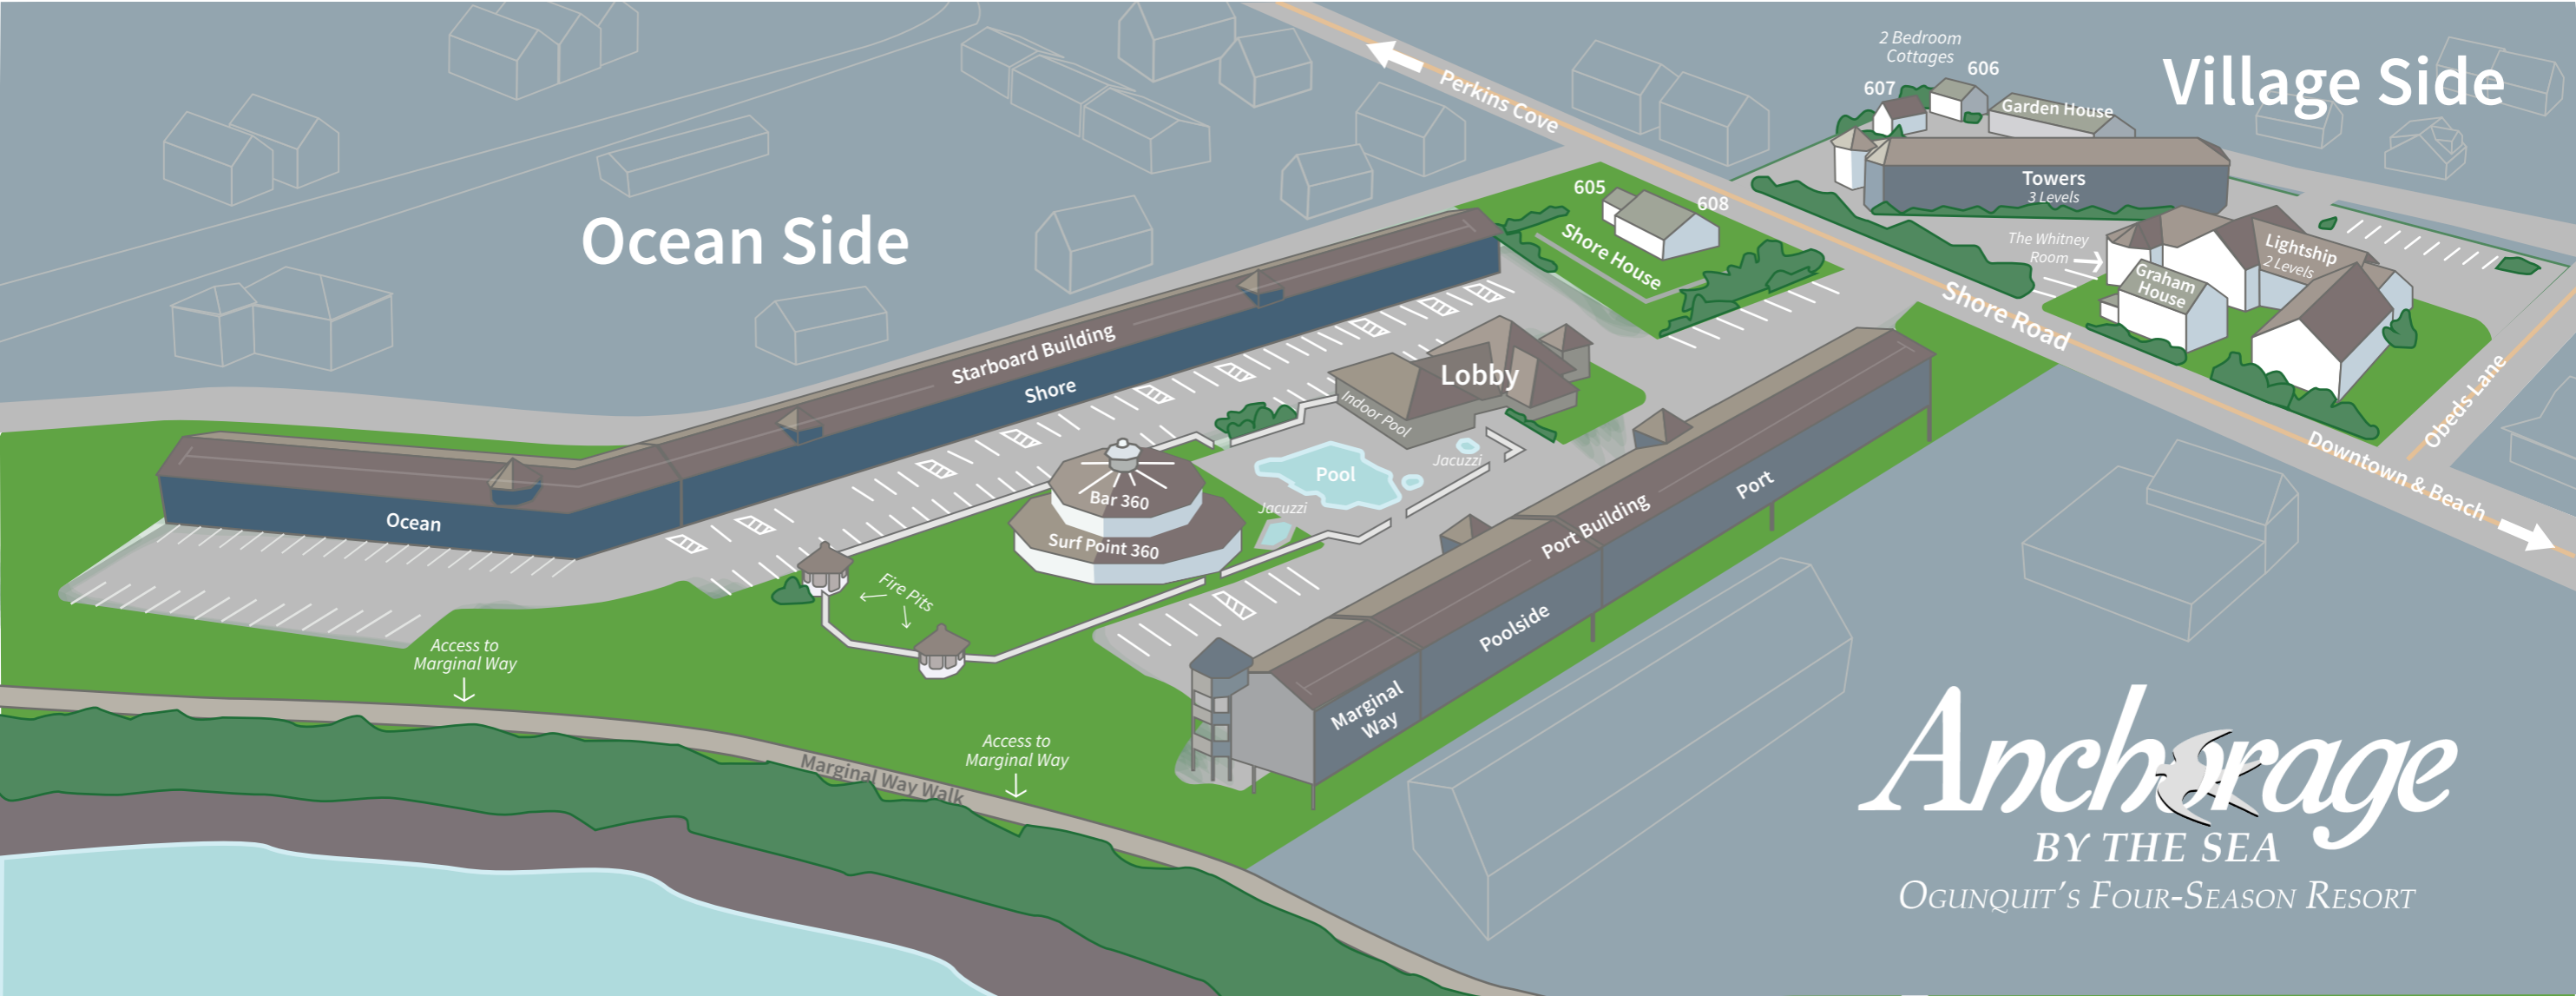 2 Bedroom
Cottages
606
607
Garden House
Village Side
Perkins Cove
Towers
3 Levels
605
608
Shore House
Ocean Side
The Whitney
Room
Lightship
2 Levels
Graham
House
Shore Road
Starboard Building
Shore
Lobby
Indoor Pool
Obeds Lane
Downtown & Beach
Pool
Jacuzzi
Jacuzzi
Bar 360
Surf Point 360
Port
Port Building
Ocean
Fire Pits
Poolside
Access to
Marginal Way
Marginal
Way
Access to
Marginal Way
Marginal Way Walk
Anchorage
BY THE SEA
OGUNQUIT'S FOUR-SEASON RESORT